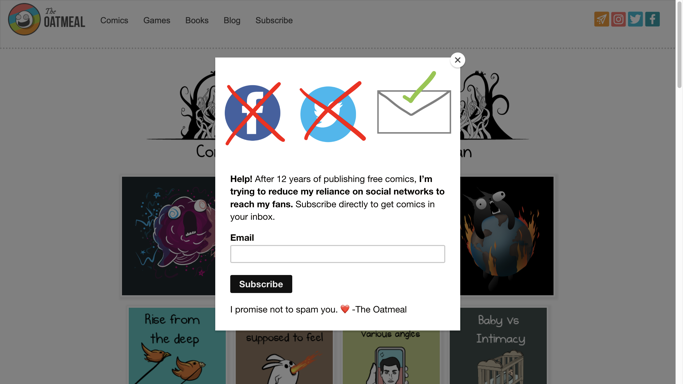 The
OATMEAL
Comics Games Books Blog Subscribe
Help! After 12 years of publishing free comics, I'm
trying to reduce my reliance on social networks to
reach my fans. Subscribe directly to get comics in
your inbox.
Email
Subscribe
I promise not to spam you. ❤️ -The Oatmeal
Rise from
the deep
supposed to feel
various angles
Baby vs
Intimacy